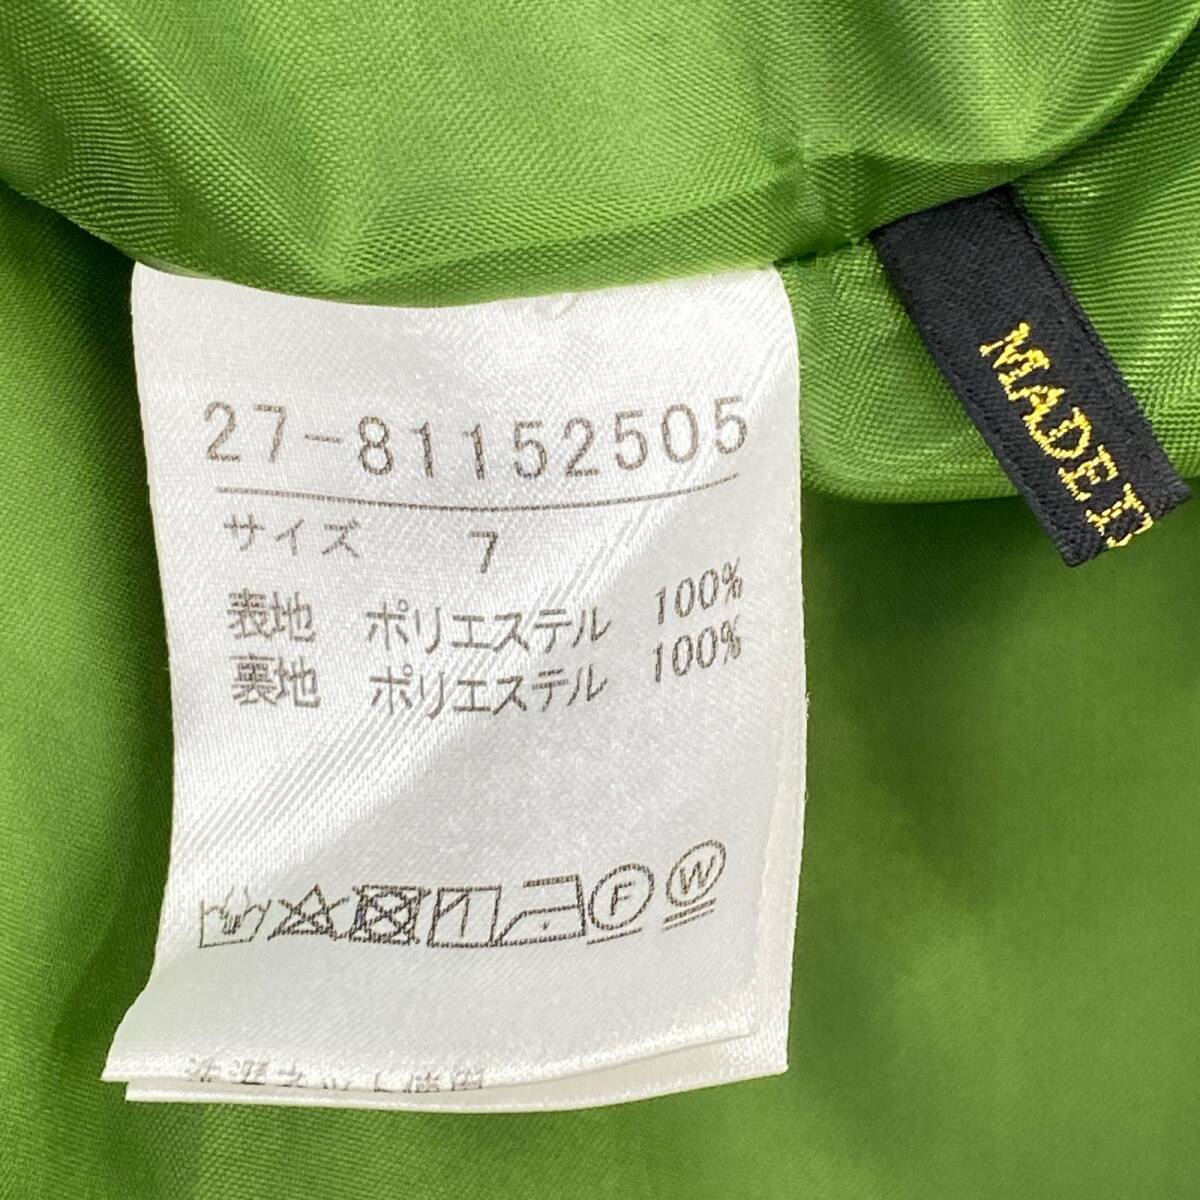 27-81152505
サイズ 7
表地 ポリエステル 100%
裏地 ポリエステル 100%
F W
MADE